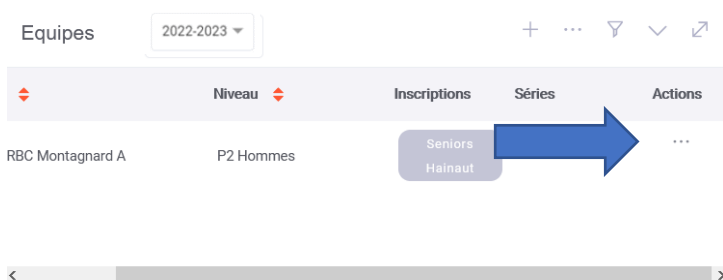 Equipes 2022-2023
Niveau Inscriptions Séries Actions
RBC Montagnard A P2 Hommes Seniors
Hainaut